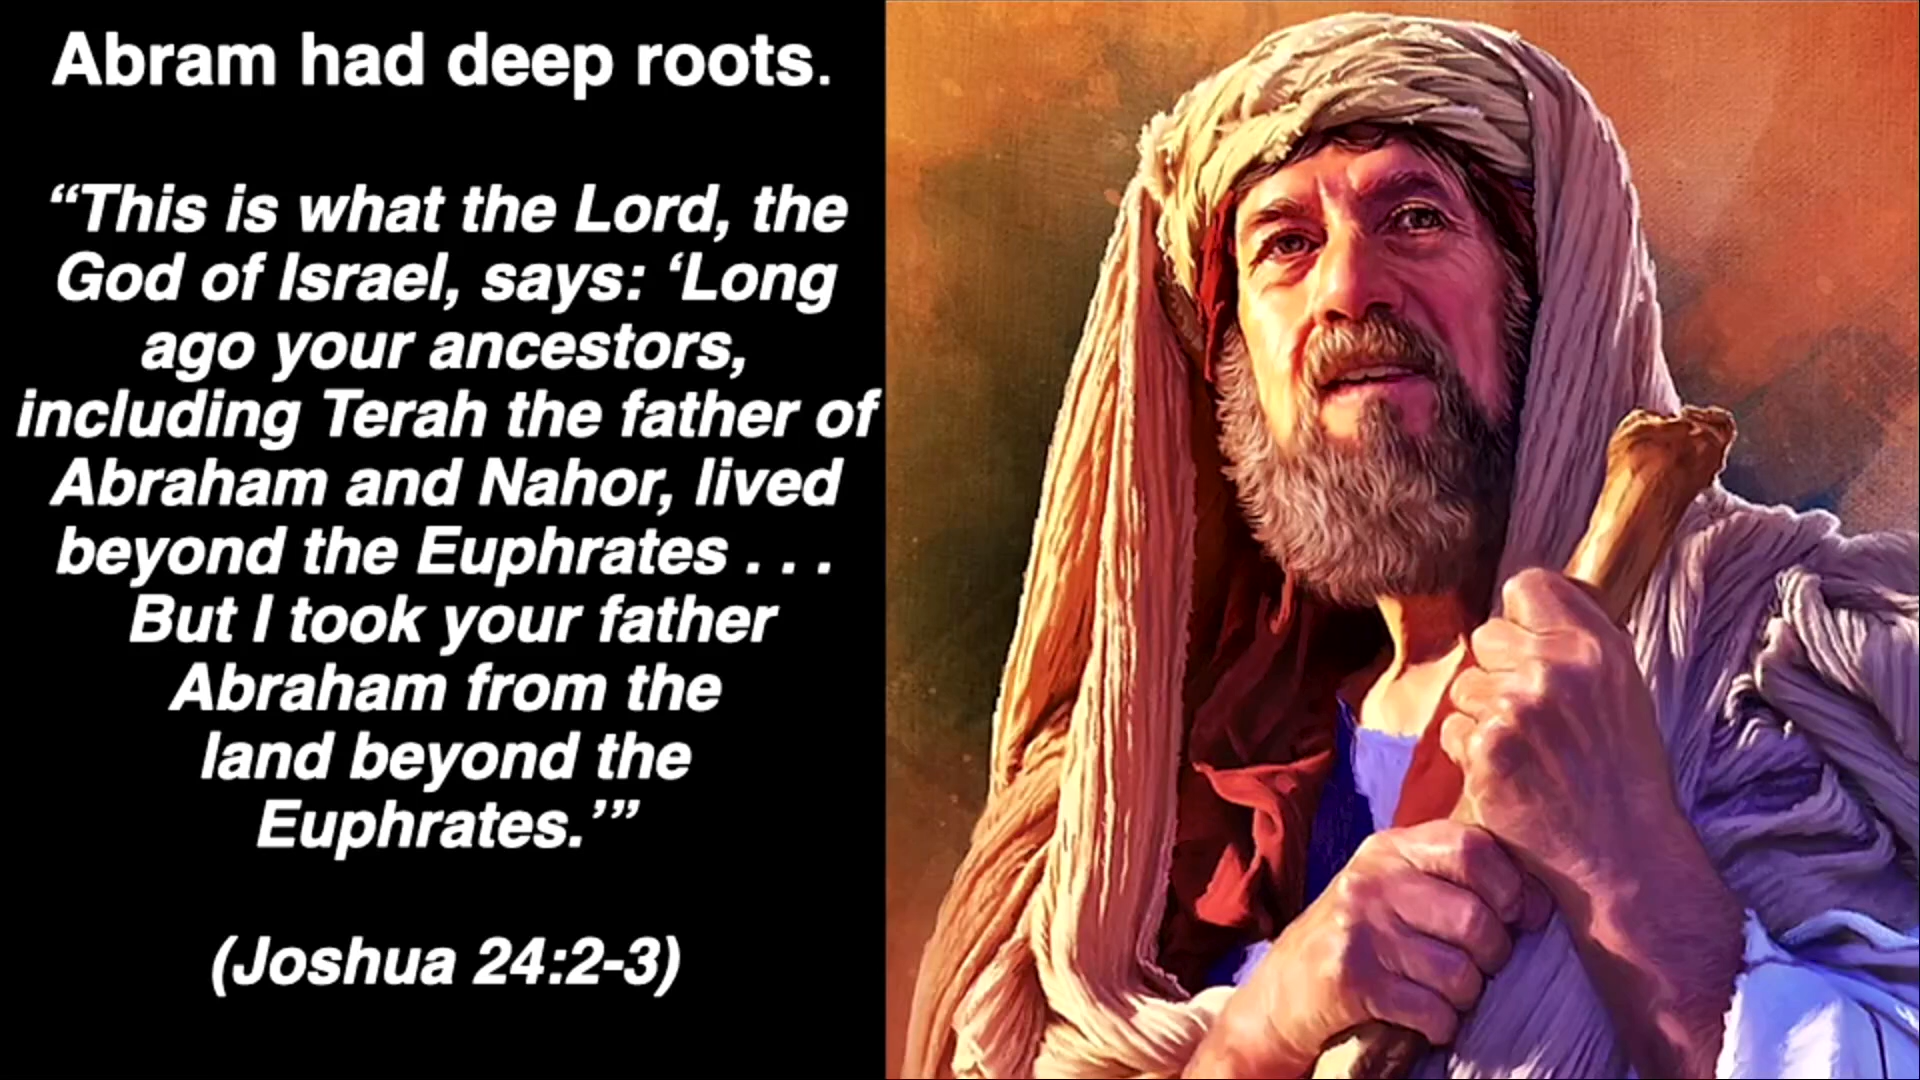 Abram had deep roots.
“This is what the Lord, the
God of Israel, says: ‘Long
ago your ancestors,
including Terah the father of
Abraham and Nahor, lived
beyond the Euphrates . . .
But I took your father
Abraham from the
land beyond the
Euphrates.’”
(Joshua 24:2-3)